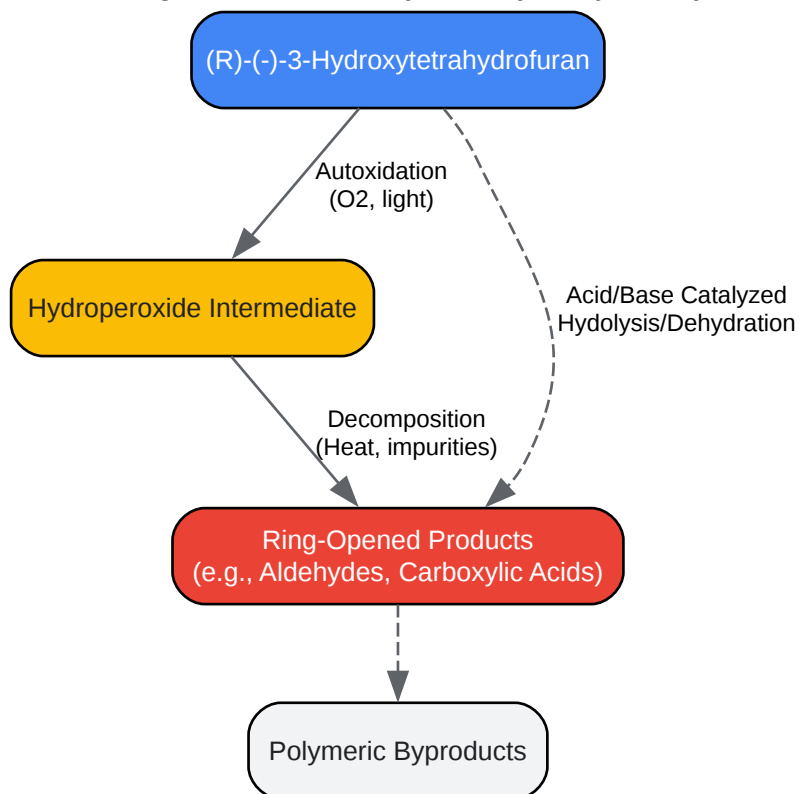 (R)-(-)-3-Hydroxytetrahydrofuran
Autoxidation
(O2, light)
Hydroperoxide Intermediate
Acid/Base Catalyzed
Hydolysis/Dehydration
Decomposition
(Heat, impurities)
Ring-Opened Products
(e.g., Aldehydes, Carboxylic Acids)
Polymeric Byproducts